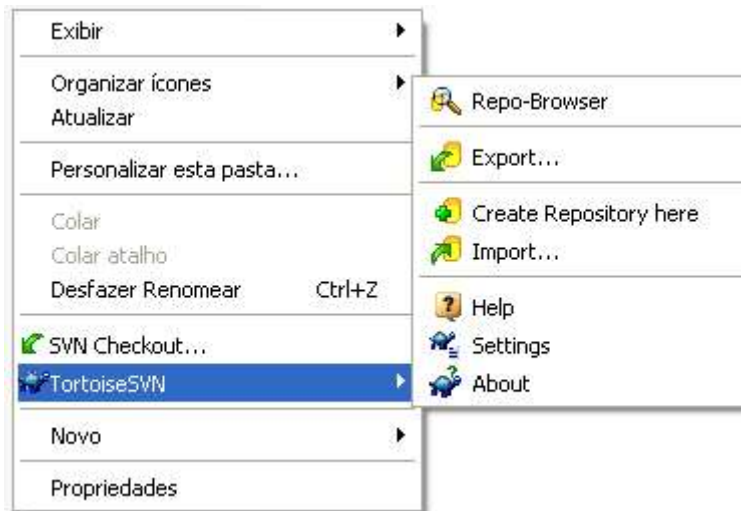 Exibir
Organizar ícones
Atualizar
Personalizar esta pasta...
Colar
Colar atalho
Desfazer Renomear Ctrl+Z
SVN Checkout...
TortoiseSVN
Novo
Propriedades
Repo-Browser
Export...
Create Repository here
Import...
Help
Settings
About